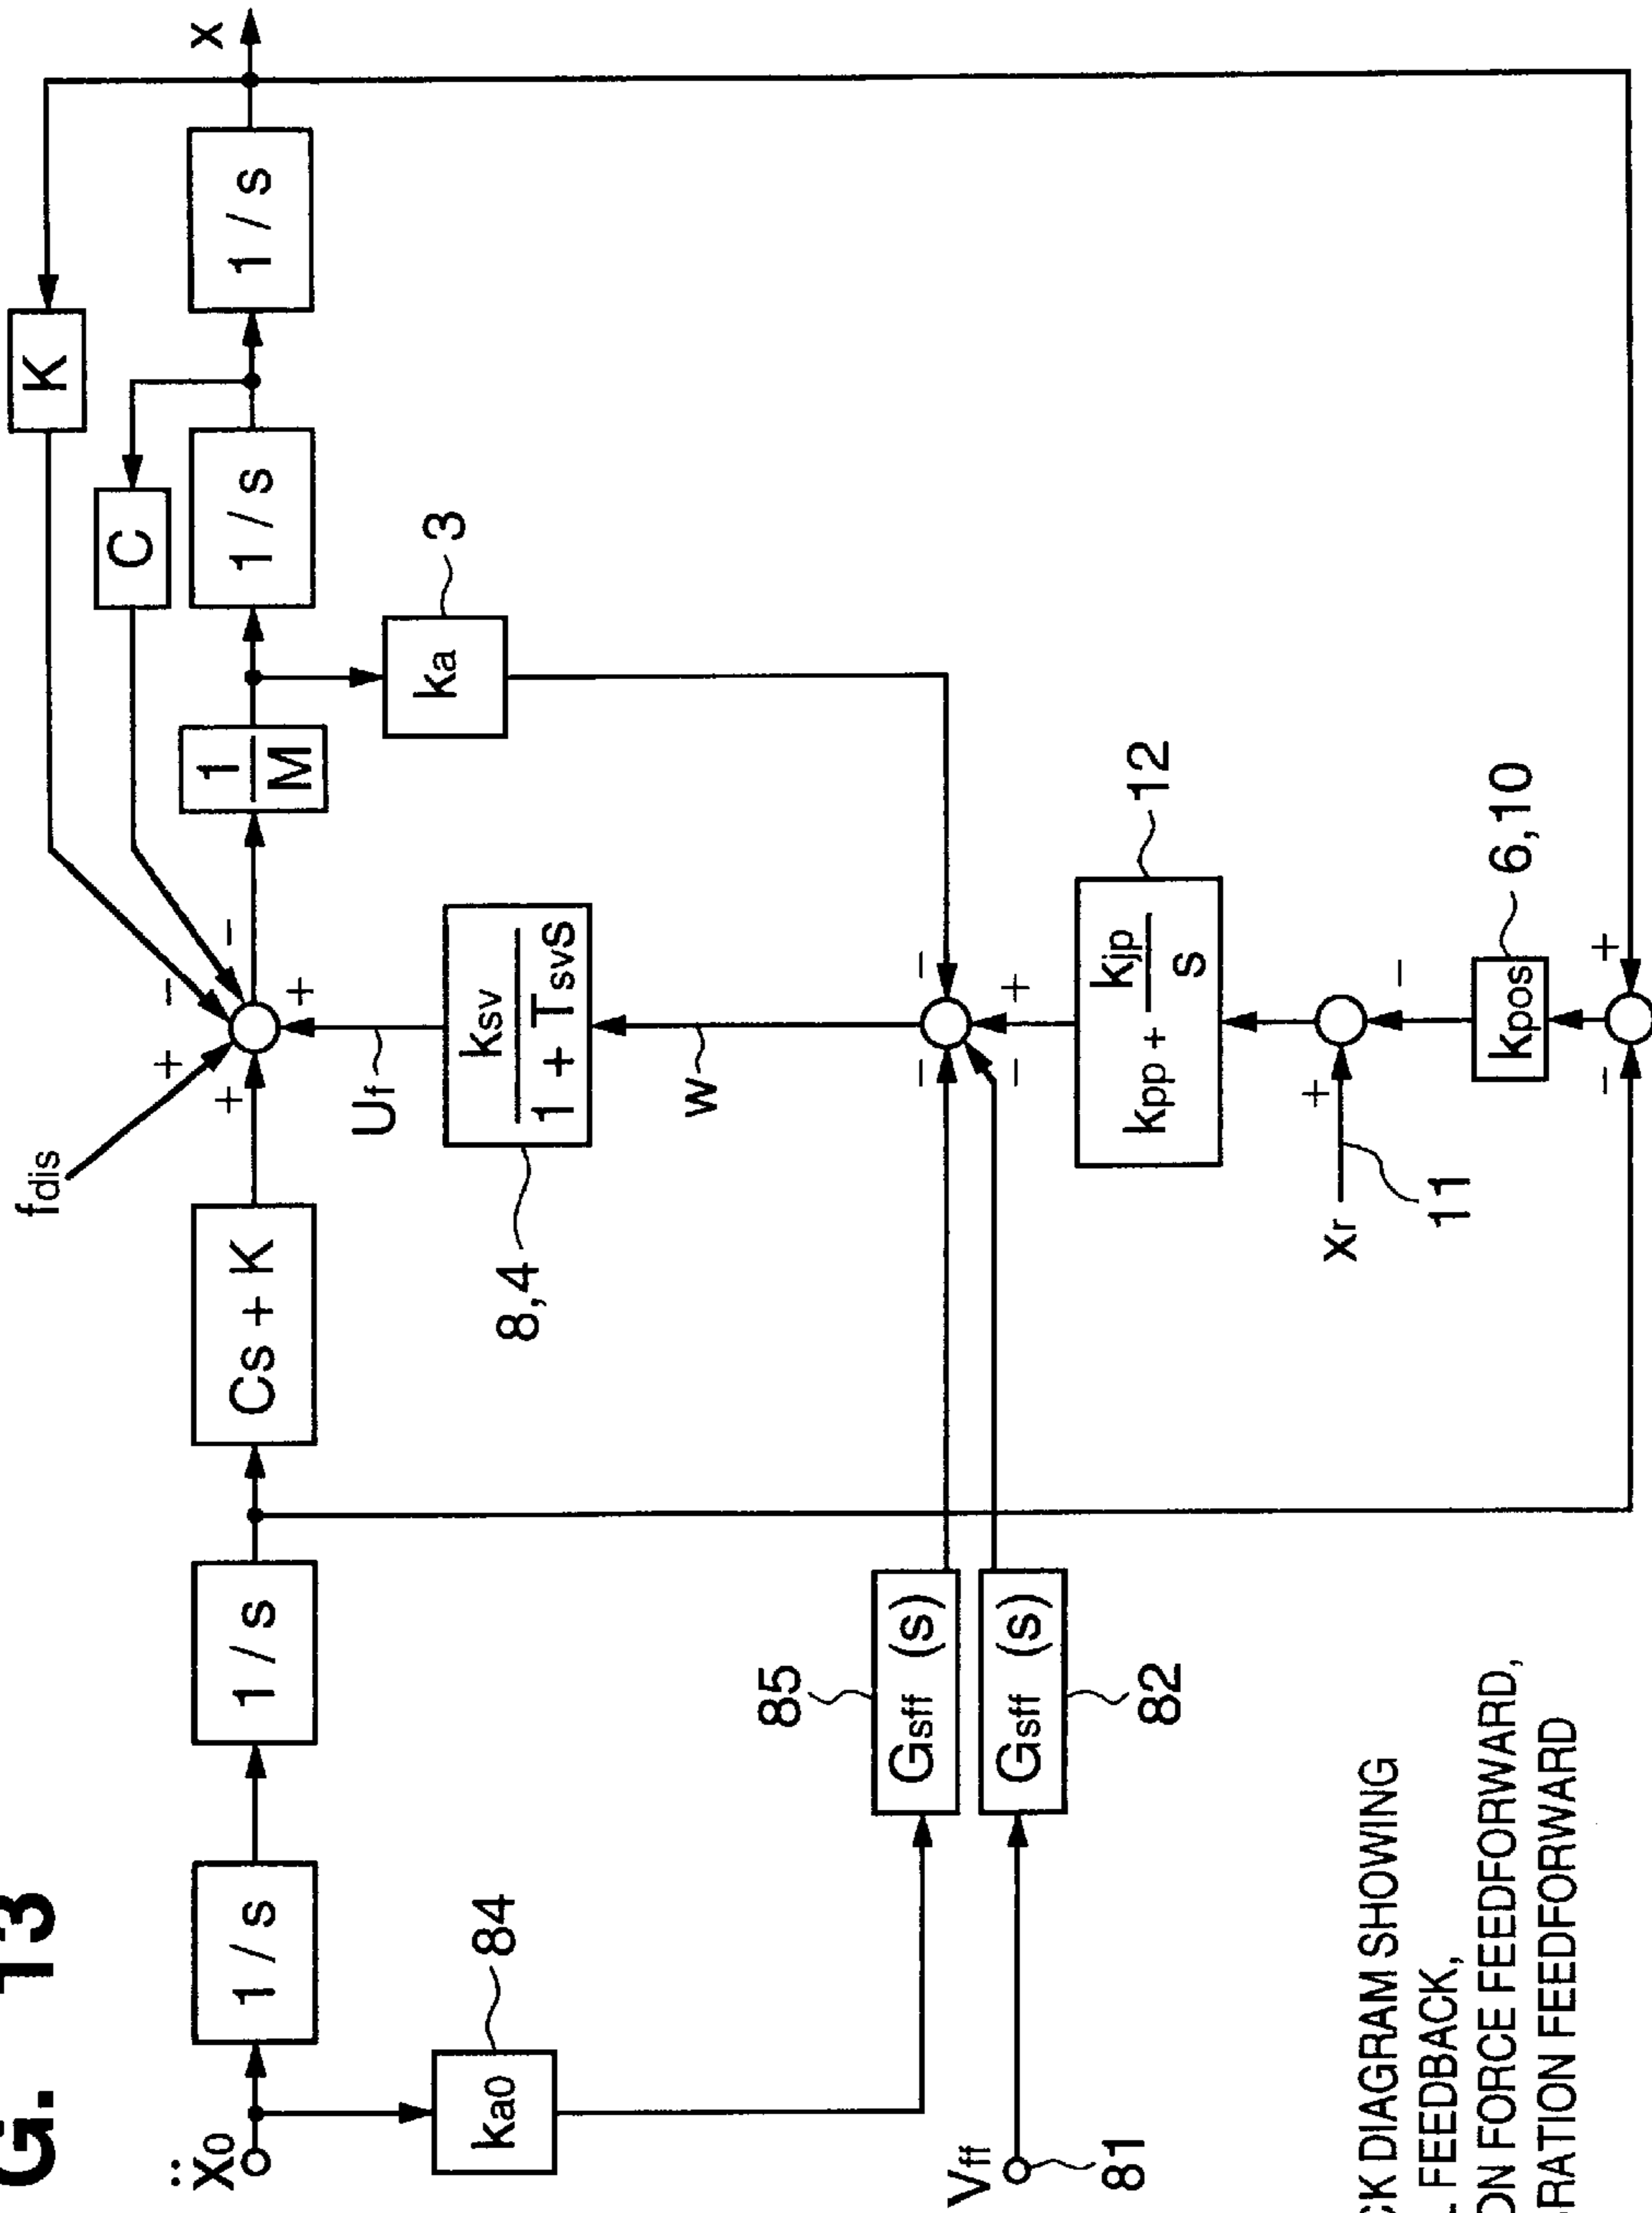 G. 13
ẍ0
1 / s
1 / s
Cs + K
fdis
+
+
-
-
+
1
M
1 / s
1 / s
K
C
x
ka0
84
ka
3
ksv
1 + Tsvs
8,4
Uf
w
-
-
-
+
85
Gsff (s)
Gsff (s)
82
Vff
81
kpp + kjp
s
12
xr
11
+
-
kpos
6,10
-
+
CK DIAGRAM SHOWING
FEEDBACK,
ON FORCE FEEDFORWARD,
RATION FEEDFORWARD